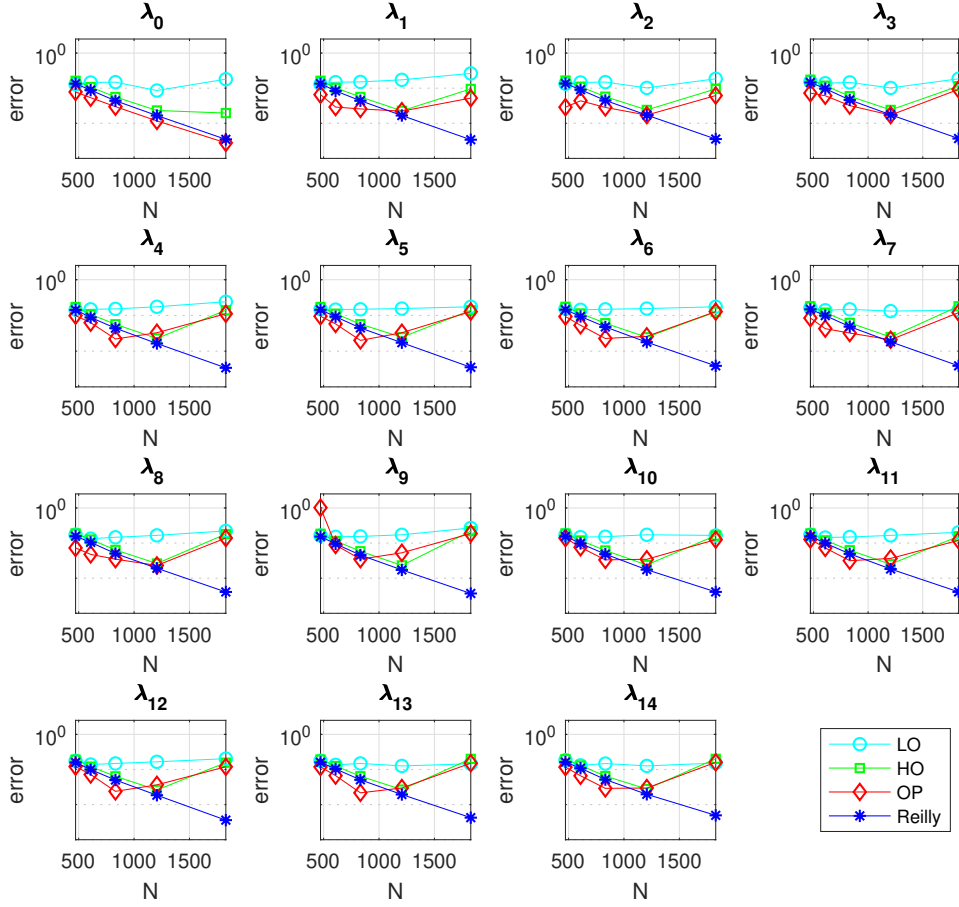 λ0 λ1 λ2 λ3
10^0 10^0 10^0 10^0
error error error error
500 1000 1500 500 1000 1500 500 1000 1500 500 1000 1500
N N N N
λ4 λ5 λ6 λ7
10^0 10^0 10^0 10^0
error error error error
500 1000 1500 500 1000 1500 500 1000 1500 500 1000 1500
N N N N
λ8 λ9 λ10 λ11
10^0 10^0 10^0 10^0
error error error error
500 1000 1500 500 1000 1500 500 1000 1500 500 1000 1500
N N N N
λ12 λ13 λ14
10^0 10^0 10^0
error error error
500 1000 1500 500 1000 1500 500 1000 1500
N N N
LO
HO
OP
Reilly